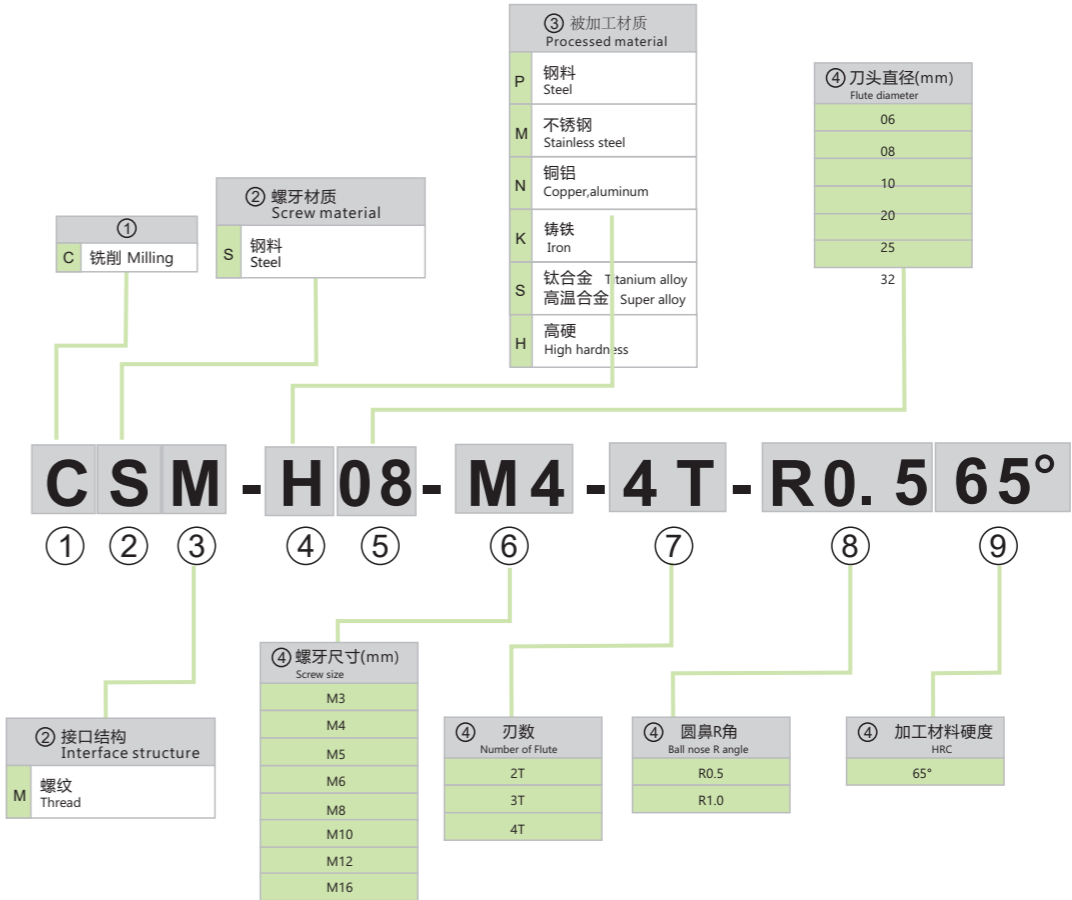 ③ 被加工材质
Processed material
P 钢料
Steel
M 不锈钢
Stainless steel
N 铜铝
Copper,aluminum
K 铸铁
Iron
S 钛合金 Titanium alloy
高温合金 Super alloy
H 高硬
High hardness
④ 刀头直径(mm)
Flute diameter
06
08
10
20
25
32
② 螺牙材质
Screw material
S 钢料
Steel
①
C 铣削 Milling
C S M - H 08 - M4 - 4T - R0.5 65°
① ② ③ ④ ⑤ ⑥ ⑦ ⑧ ⑨
② 接口结构
Interface structure
M 螺纹
Thread
④ 螺牙尺寸(mm)
Screw size
M3
M4
M5
M6
M8
M10
M12
M16
④ 刃数
Number of Flute
2T
3T
4T
④ 圆鼻R角
Ball nose R angle
R0.5
R1.0
④ 加工材料硬度
HRC
65°